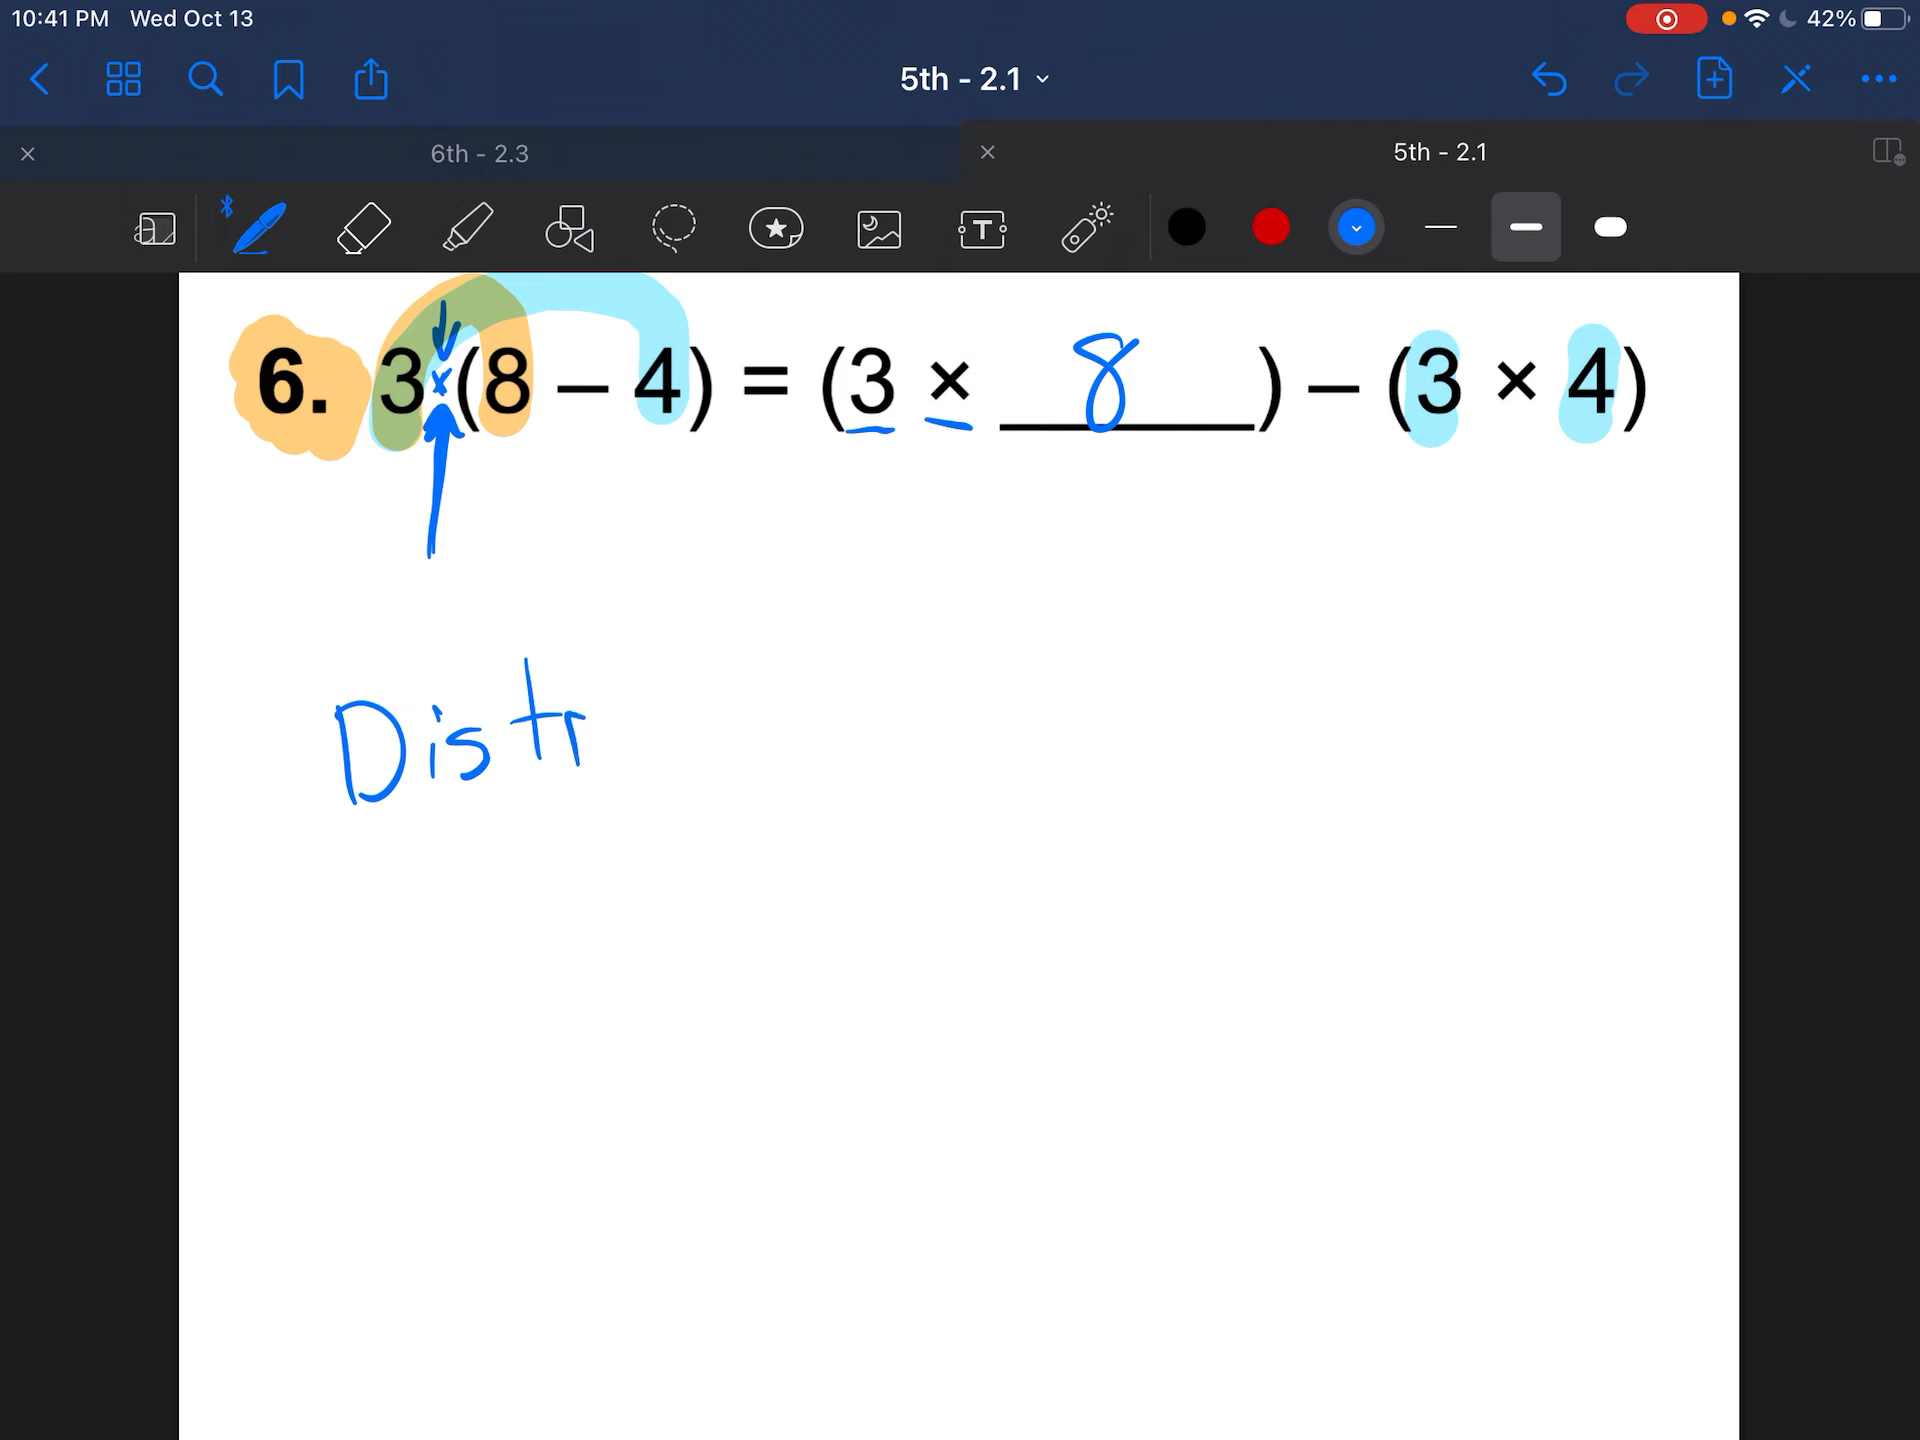 10:41 PM Wed Oct 13 42%
5th - 2.1
6th - 2.3 5th - 2.1
a T
6. 3×(8 – 4) = (3 × 8) – (3 × 4)
Distr